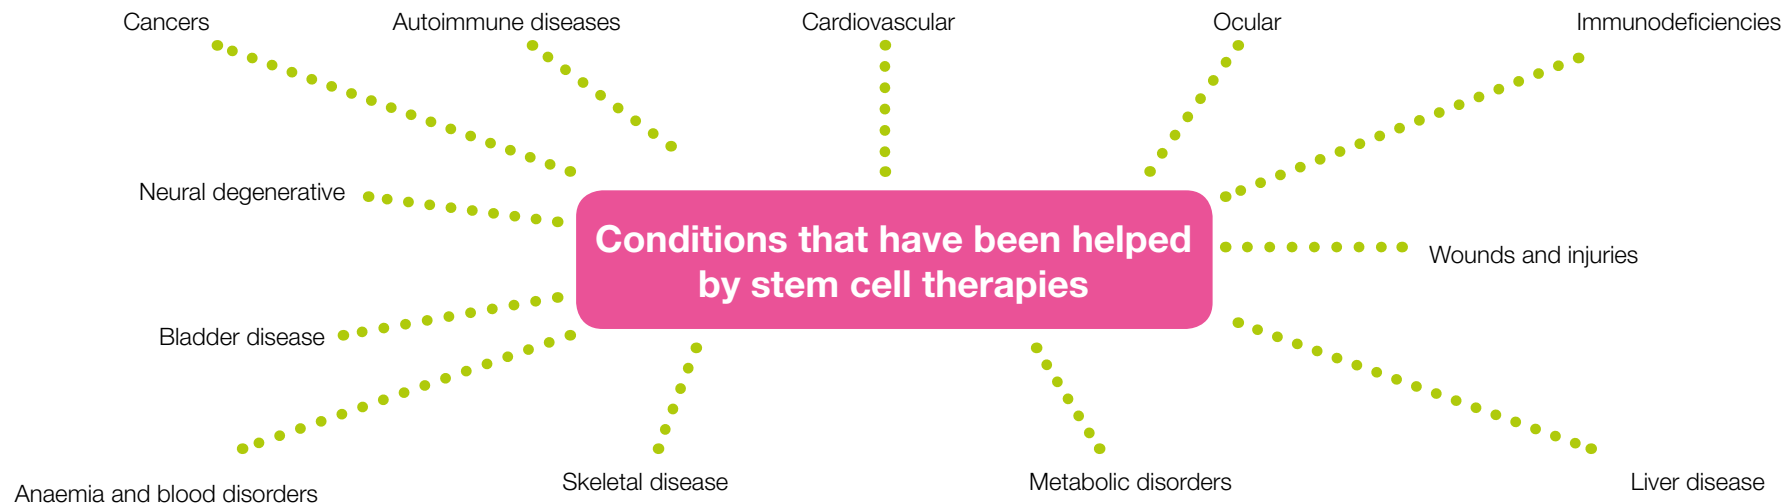 Cancers
Autoimmune diseases
Cardiovascular
Ocular
Immunodeficiencies
Neural degenerative
Conditions that have been helped
by stem cell therapies
Wounds and injuries
Bladder disease
Anaemia and blood disorders
Skeletal disease
Metabolic disorders
Liver disease